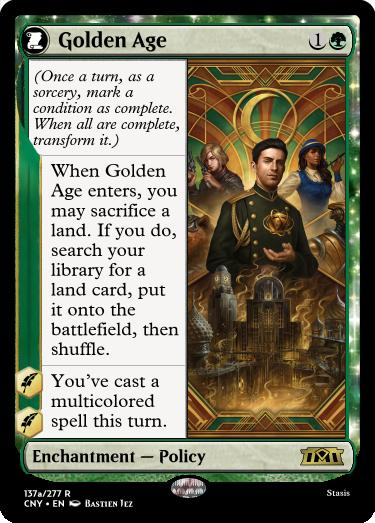 Golden Age 1
(Once a turn, as a
sorcery, mark a
condition as complete.
When all are complete,
transform it.)
When Golden
Age enters, you
may sacrifice a
land. If you do,
search your
library for a
land card, put
it onto the
battlefield, then
shuffle.
You've cast a
multicolored
spell this turn.
Enchantment — Policy
137a/277 R
CNY • EN Bastien Jez
Stasis